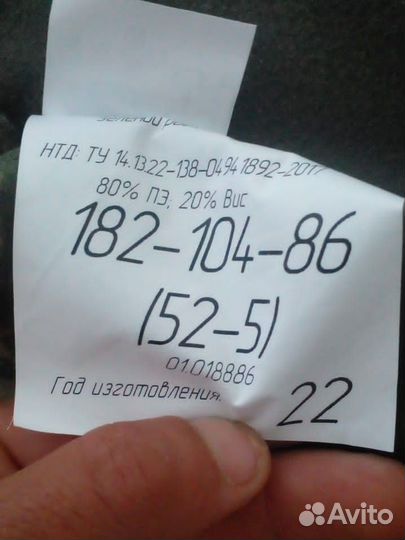 НТД: ТУ 14.13.22-138-04941892-2017
80% ПЭ; 20% Вис
182-104-86
(52-5)
01.018886
Год изготовления: 22
Avito